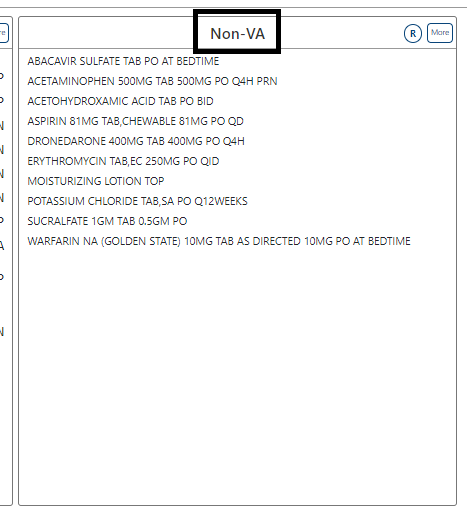 Non-VA
R
More
ABACAVIR SULFATE TAB PO AT BEDTIME
ACETAMINOPHEN 500MG TAB 500MG PO Q4H PRN
ACETOHYDROXAMIC ACID TAB PO BID
ASPIRIN 81MG TAB,CHEWABLE 81MG PO QD
DRONEDARONE 400MG TAB 400MG PO Q4H
ERYTHROMYCIN TAB,EC 250MG PO QID
MOISTURIZING LOTION TOP
POTASSIUM CHLORIDE TAB,SA PO Q12WEEKS
SUCRALFATE 1GM TAB 0.5GM PO
WARFARIN NA (GOLDEN STATE) 10MG TAB AS DIRECTED 10MG PO AT BEDTIME